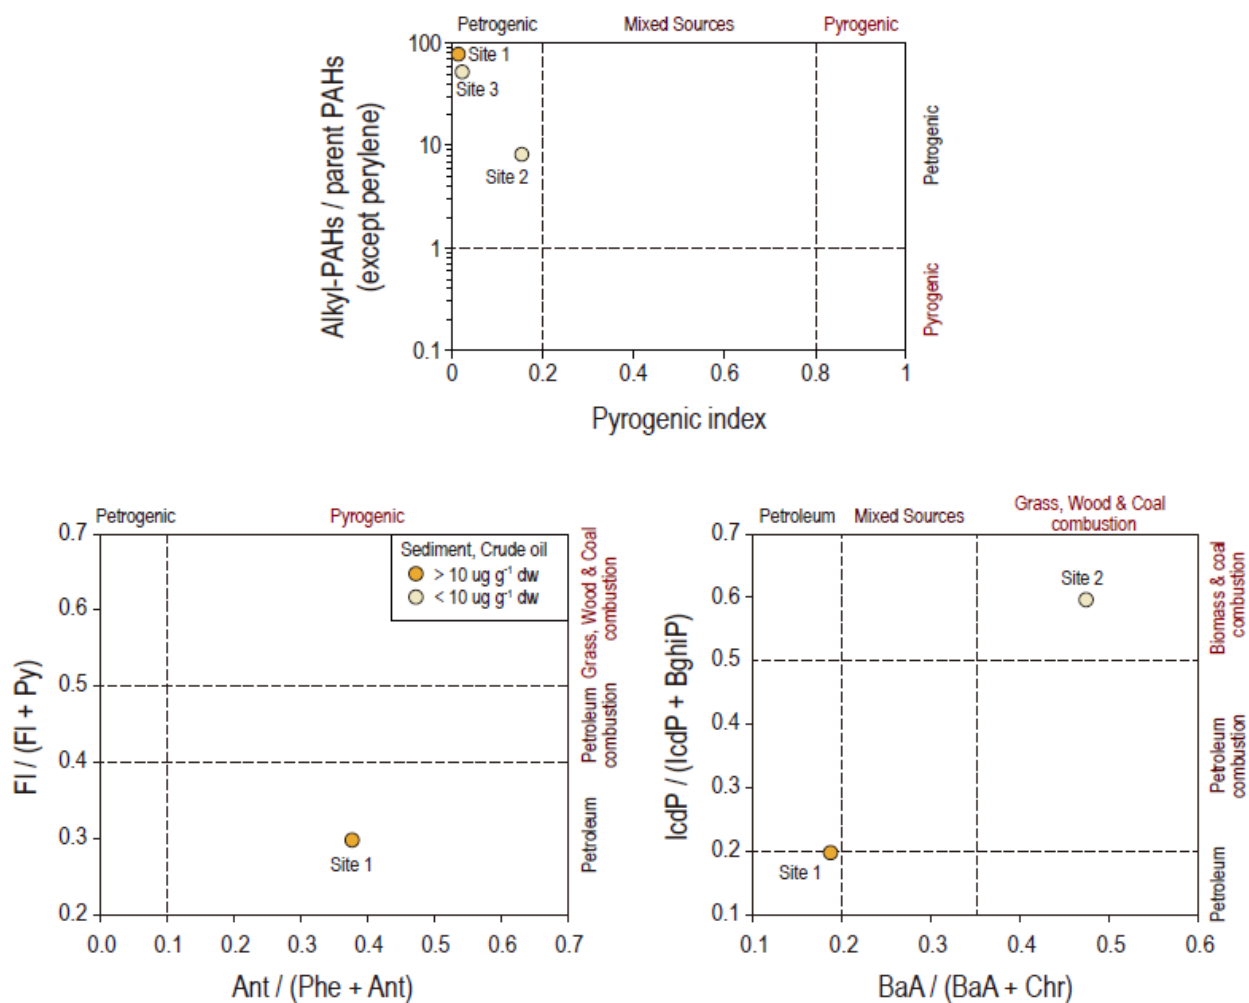 Petrogenic Mixed Sources Pyrogenic
100
Site 1
Site 3
10
Site 2
1
0.1
0 0.2 0.4 0.6 0.8 1
Pyrogenic index
Alkyl-PAHs / parent PAHs
(except perylene)
Petrogenic
Pyrogenic
Petrogenic Pyrogenic
0.7
0.6
0.5
0.4
0.3
0.2
Sediment, Crude oil
> 10 ug g⁻¹ dw
< 10 ug g⁻¹ dw
Site 1
0.0 0.1 0.2 0.3 0.4 0.5 0.6 0.7
Ant / (Phe + Ant)
Fl / (Fl + Py)
Grass, Wood & Coal
combustion
Petroleum
combustion
Petroleum
Grass, Wood & Coal
combustion
Petroleum Mixed Sources
0.7
0.6
0.5
0.4
0.3
0.2
0.1
Site 2
Site 1
0.1 0.2 0.3 0.4 0.5 0.6
BaA / (BaA + Chr)
IcdP / (IcdP + BghiP)
Biomass & coal
combustion
Petroleum
combustion
Petroleum